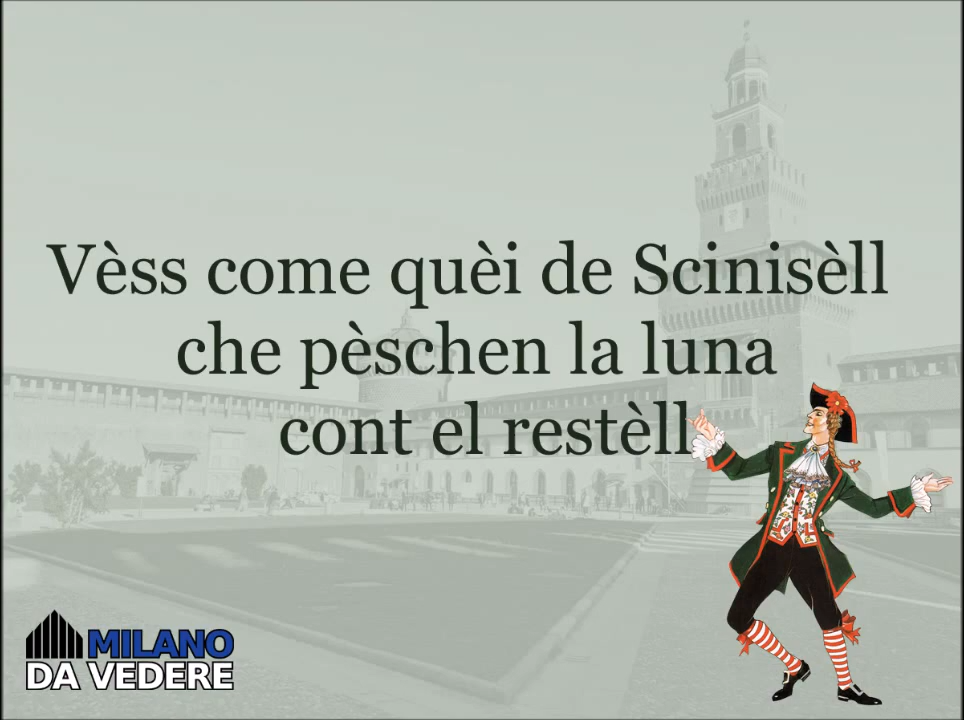 Vèss come quèi de Scinisèll
che pèschen la luna
cont el restèll
MILANO
DA VEDERE